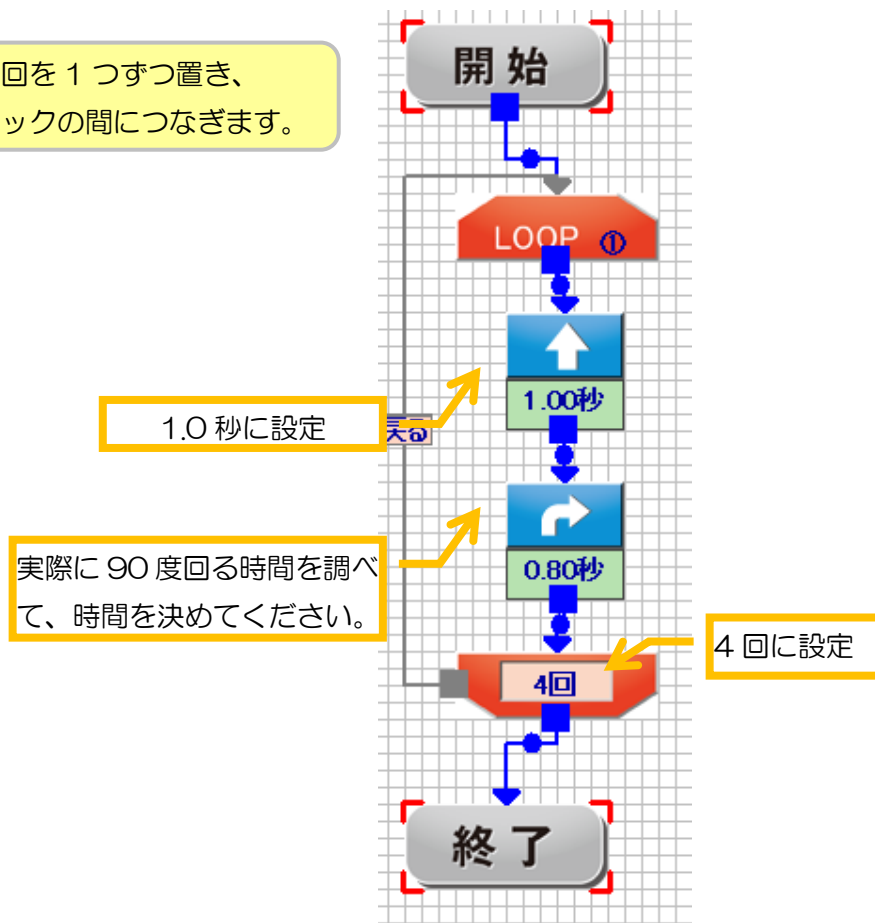 回を1つずつ置き、
ックの間につなぎます。
開始
LOOP ①
1.00秒
1.0秒に設定
戻る
0.80秒
実際に90度回る時間を調べ
て、時間を決めてください。
4回に設定
4回
終了